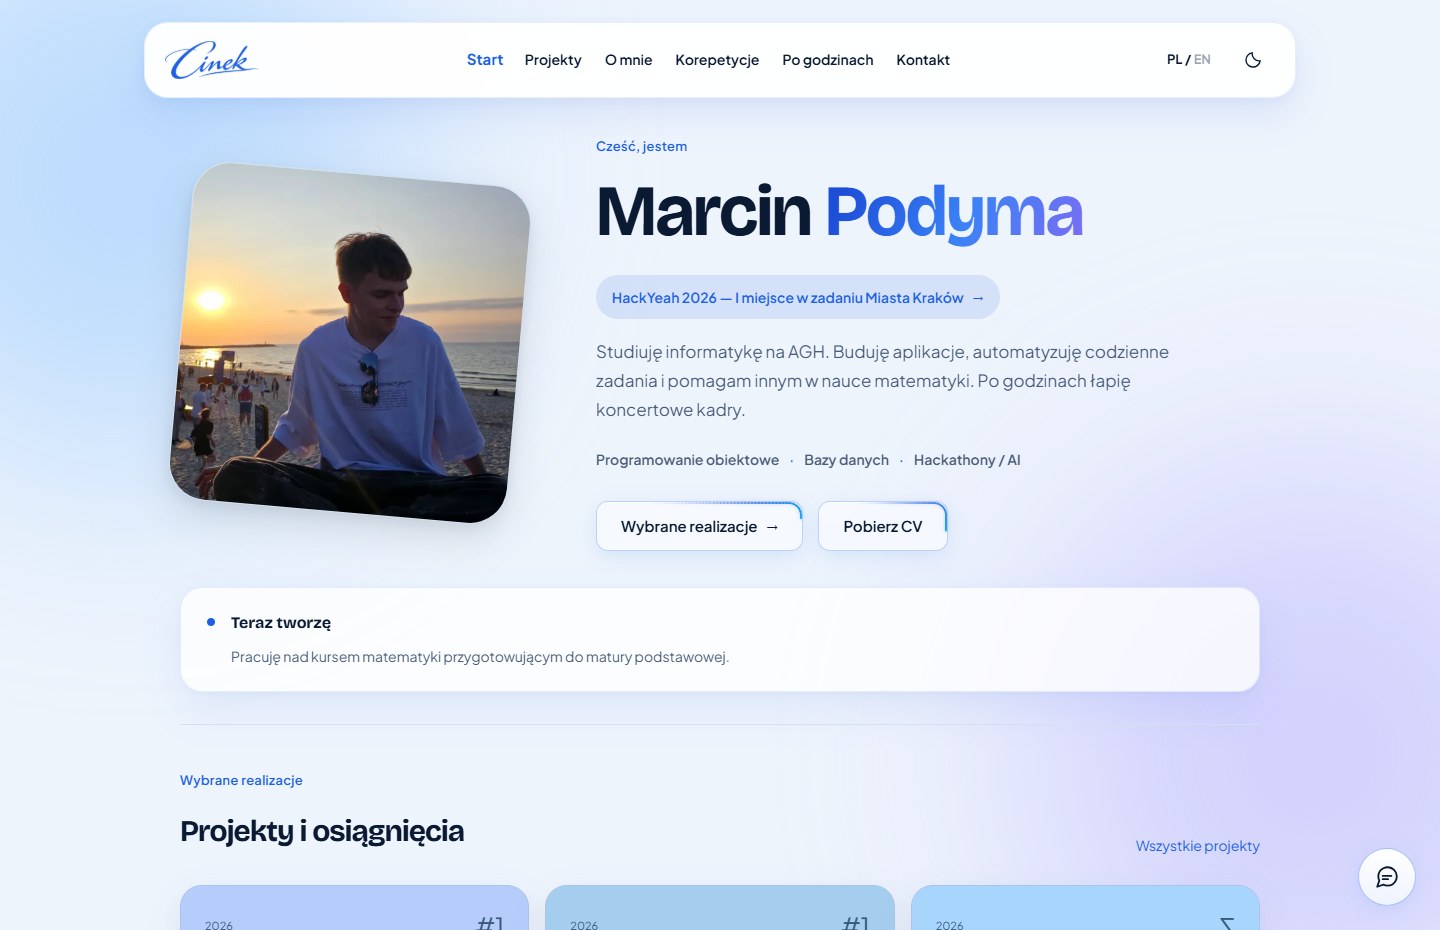 Cinek
Start
Projekty
O mnie
Korepetycje
Po godzinach
Kontakt
PL / EN
Cześć, jestem
Marcin Podyma
HackYeah 2026 — I miejsce w zadaniu Miasta Kraków →
Studiuję informatykę na AGH. Buduję aplikacje, automatyzuję codzienne
zadania i pomagam innym w nauce matematyki. Po godzinach łapię
koncertowe kadry.
Programowanie obiektowe · Bazy danych · Hackathony / AI
Wybrane realizacje →
Pobierz CV
Teraz tworzę
Pracuję nad kursem matematyki przygotowującym do matury podstawowej.
Wybrane realizacje
Projekty i osiągnięcia
Wszystkie projekty
2026
#1
2026
#1
2026